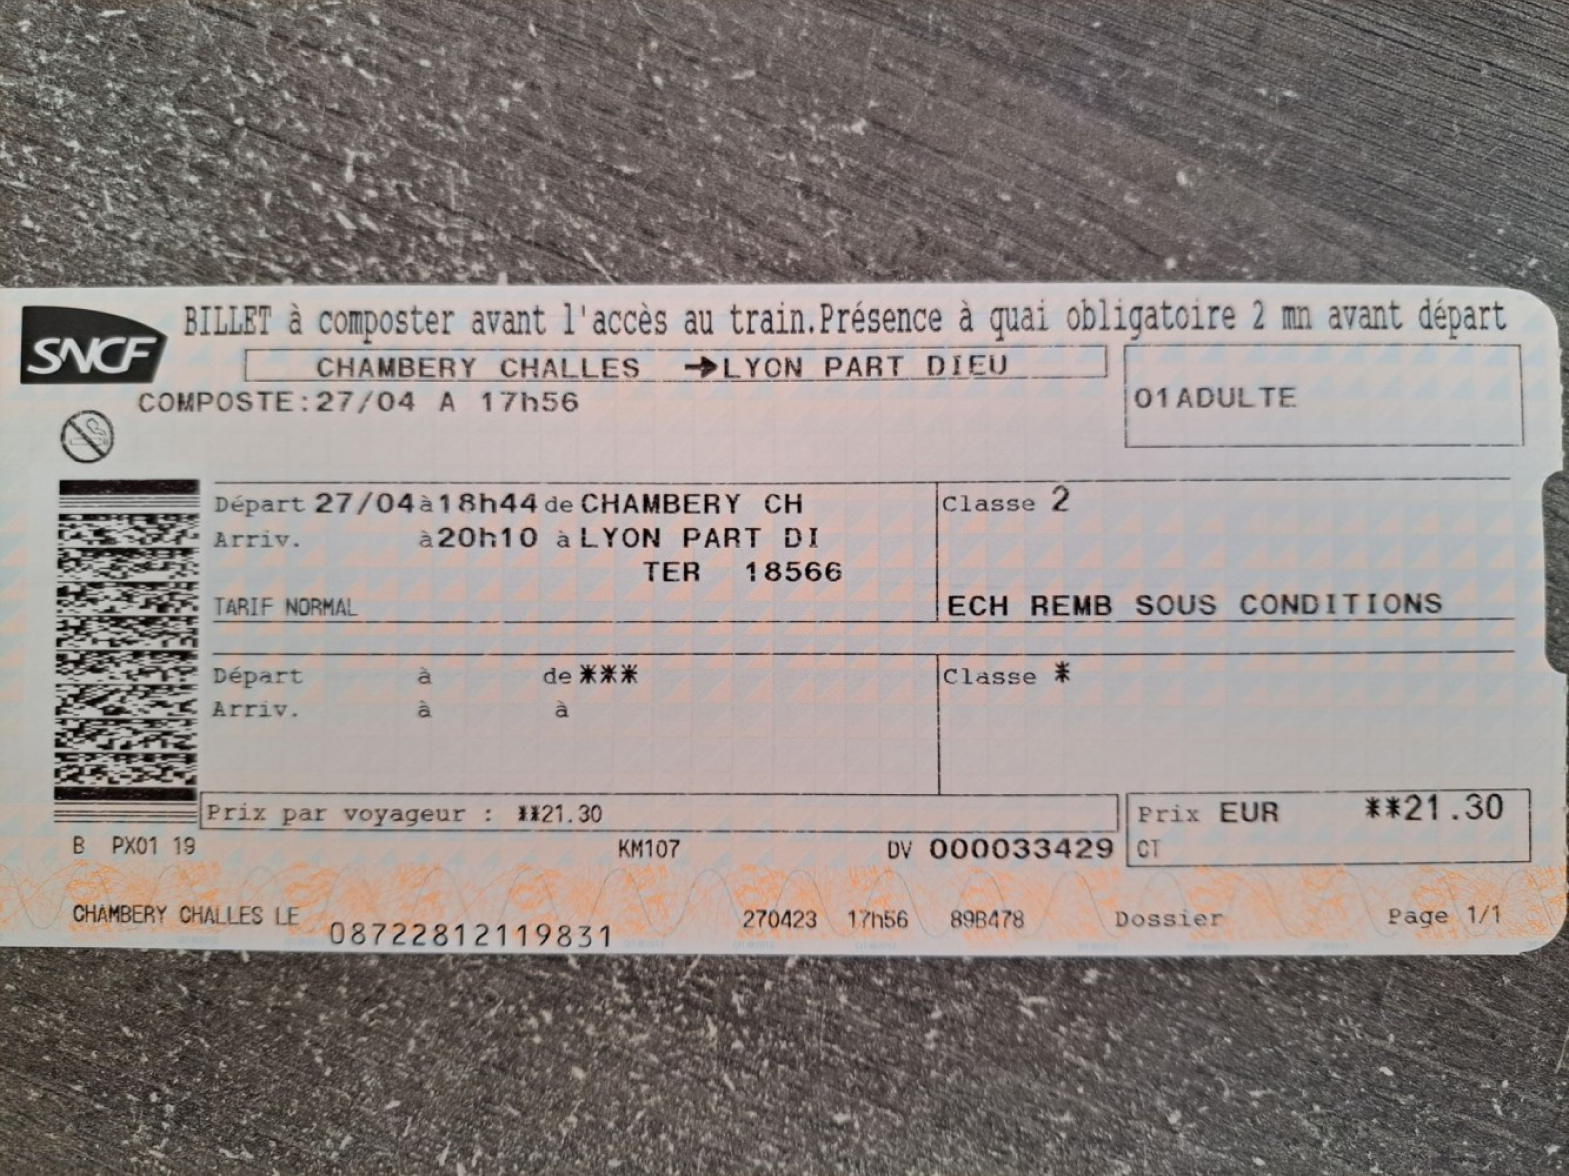 SNCF
BILLET à composter avant l'accès au train.Présence à quai obligatoire 2 mn avant départ
CHAMBERY CHALLES →LYON PART DIEU
COMPOSTE:27/04 A 17h56
01ADULTE
Départ 27/04 à 18h44 de CHAMBERY CH
Classe 2
Arriv. à 20h10 à LYON PART DI
TER 18566
TARIF NORMAL
ECH REMB SOUS CONDITIONS
Départ à de ***
Classe *
Arriv. à à
Prix par voyageur : **21.30
Prix EUR **21.30
B PX01 19
KM107
DV 000033429
CT
CHAMBERY CHALLES LE
08722812119831
270423 17h56 89B478 Dossier Page 1/1